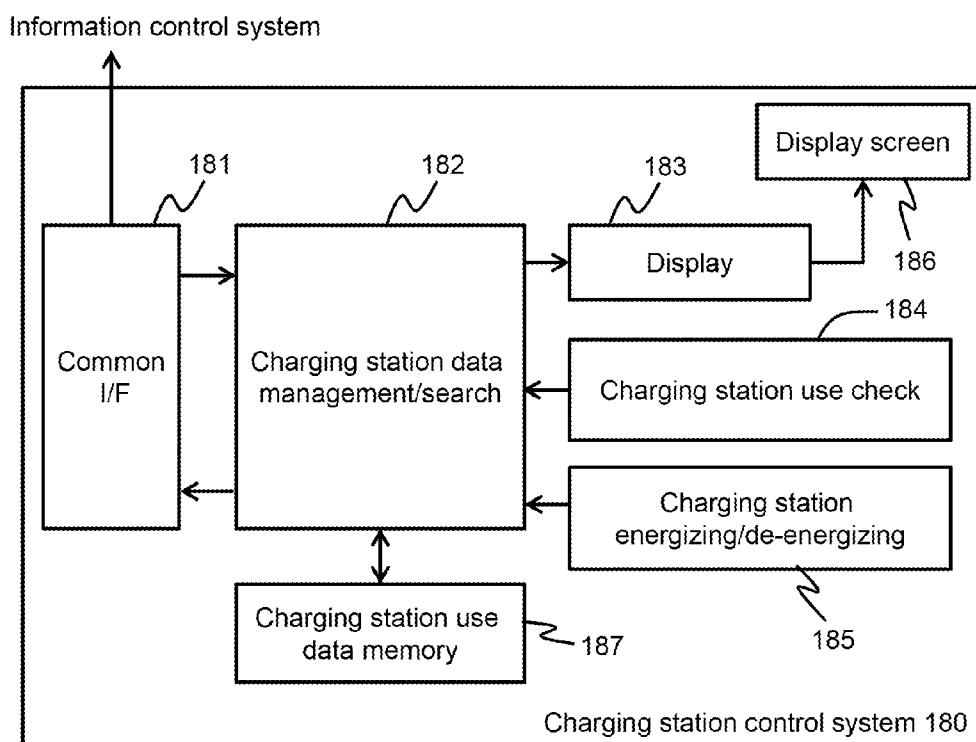 Information control system
181
182
183
Display screen
186
Common
I/F
Charging station data
management/search
Display
184
Charging station use check
Charging station
energizing/de-energizing
185
Charging station use
data memory
187
Charging station control system 180